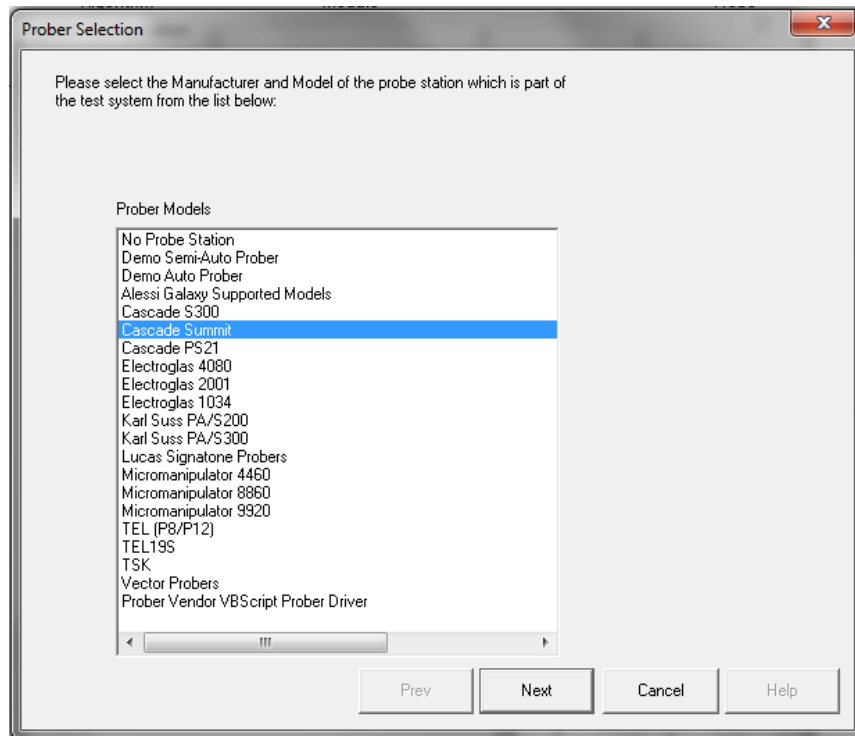 Prober Selection
Please select the Manufacturer and Model of the probe station which is part of
the test system from the list below:
Prober Models
No Probe Station
Demo Semi-Auto Prober
Demo Auto Prober
Alessi Galaxy Supported Models
Cascade S300
Cascade Summit
Cascade PS21
Electroglas 4080
Electroglas 2001
Electroglas 1034
Karl Suss PA/S200
Karl Suss PA/S300
Lucas Signatone Probers
Micromanipulator 4460
Micromanipulator 8860
Micromanipulator 9920
TEL (P8/P12)
TEL19S
TSK
Vector Probers
Prober Vendor VBScript Prober Driver
Prev Next Cancel Help